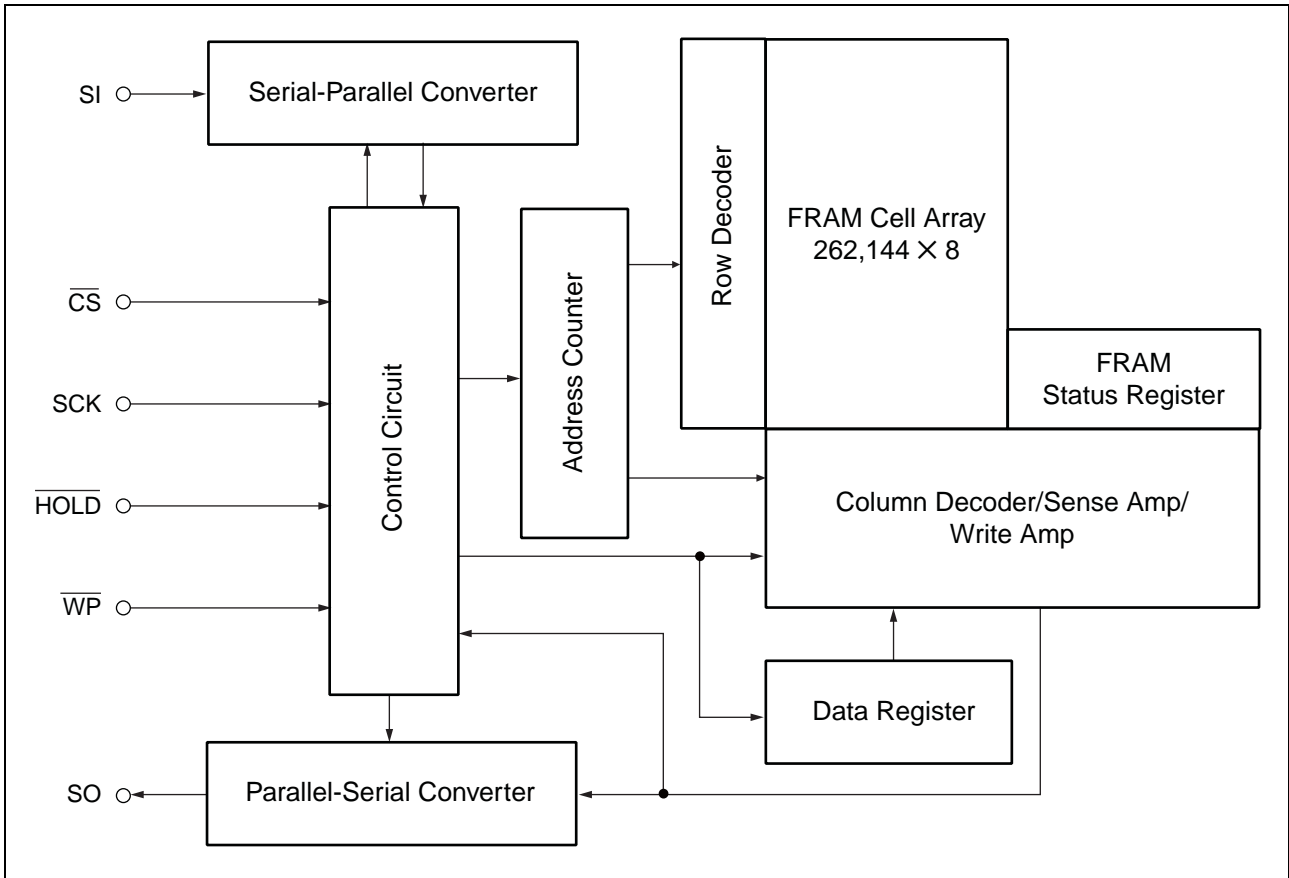 SI
Serial-Parallel Converter
CS
SCK
HOLD
WP
SO
Control Circuit
Address Counter
Row Decoder
FRAM Cell Array
262,144 × 8
FRAM
Status Register
Column Decoder/Sense Amp/
Write Amp
Data Register
Parallel-Serial Converter